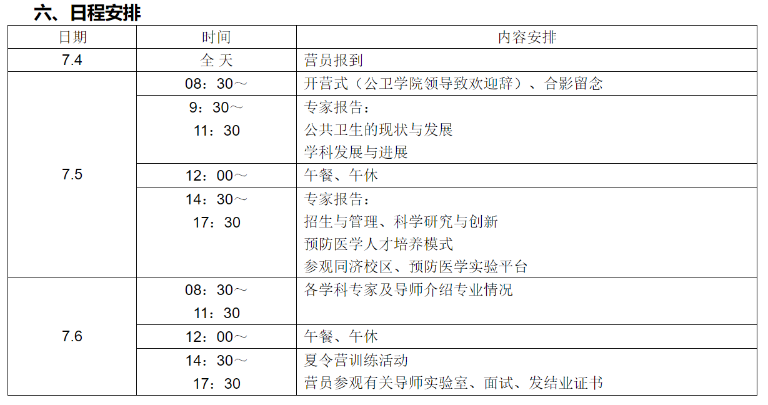 六、日程安排
日期 时间 内容安排
7.4 全天 营员报到
7.5 08：30～ 开营式（公卫学院领导致欢迎辞）、合影留念
9：30～ 专家报告：
11：30 公共卫生的现状与发展
学科发展与进展
12：00～ 午餐、午休
14：30～ 专家报告：
17：30 招生与管理、科学研究与创新
预防医学人才培养模式
参观同济校区、预防医学实验平台
7.6 08：30～ 各学科专家及导师介绍专业情况
11：30
12：00～ 午餐、午休
14：30～ 夏令营训练活动
17：30 营员参观有关导师实验室、面试、发结业证书